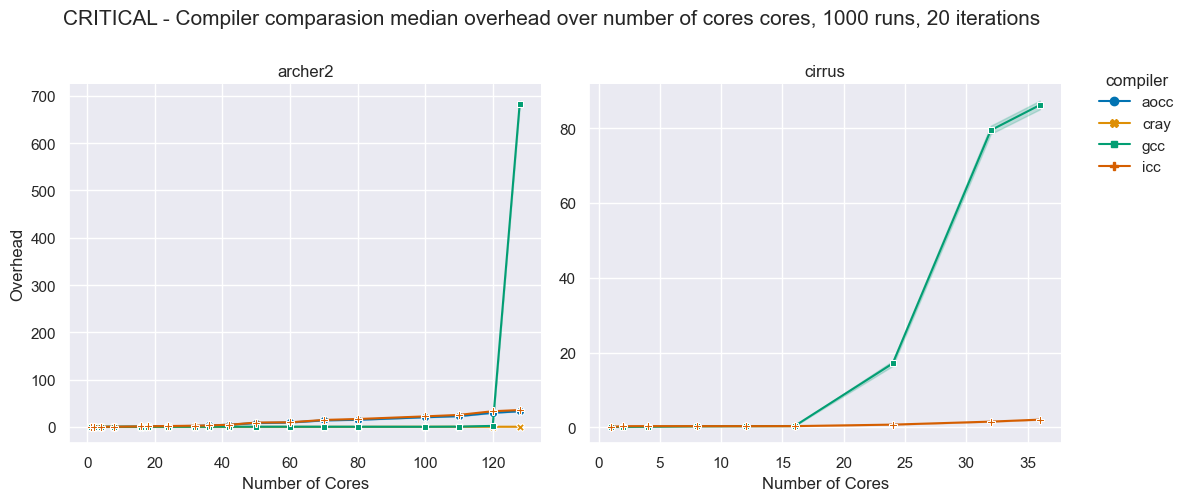 CRITICAL - Compiler comparasion median overhead over number of cores cores, 1000 runs, 20 iterations
archer2
cirrus
compiler
aocc
cray
gcc
icc
Overhead
700
600
500
400
300
200
100
0
80
60
40
20
0
0 20 40 60 80 100 120
0 5 10 15 20 25 30 35
Number of Cores
Number of Cores